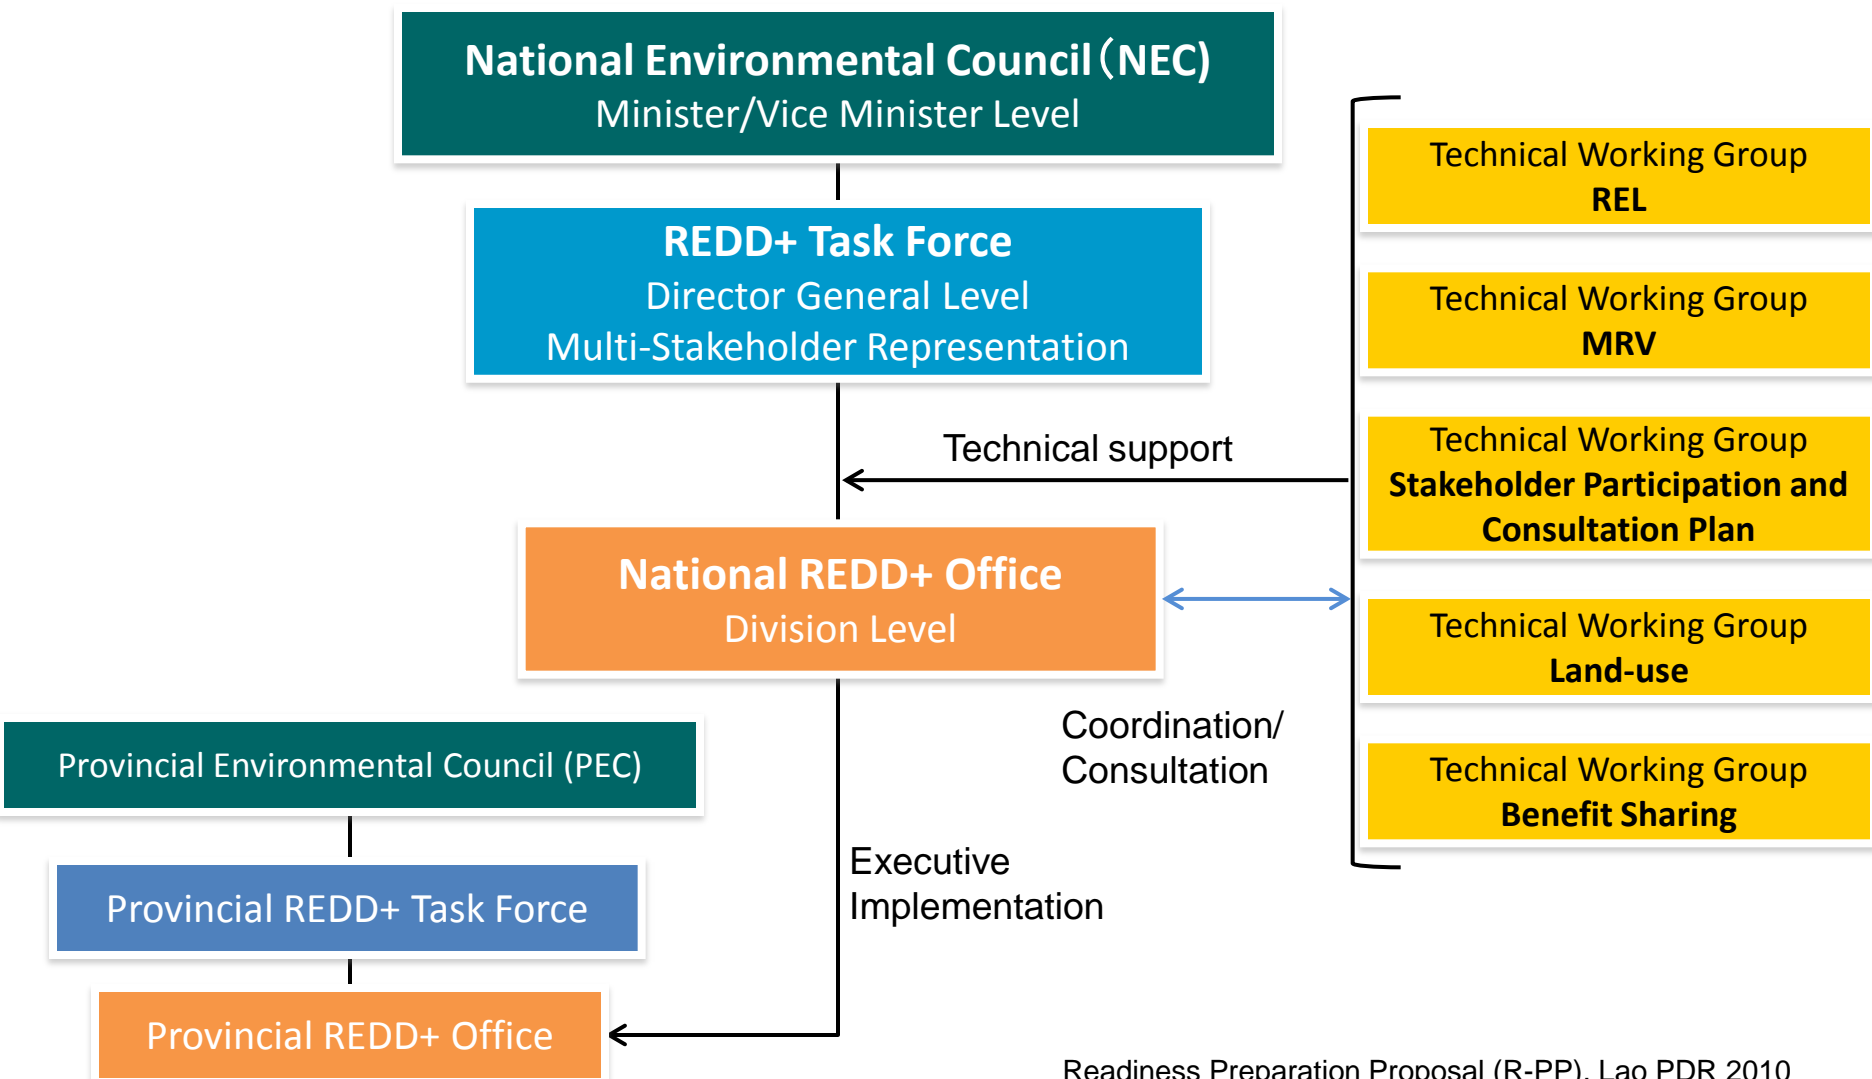 National Environmental Council（NEC)
Minister/Vice Minister Level
REDD+ Task Force
Director General Level
Multi-Stakeholder Representation
Technical support
National REDD+ Office
Division Level
Coordination/
Consultation
Executive
Implementation
Provincial Environmental Council (PEC)
Provincial REDD+ Task Force
Provincial REDD+ Office
Technical Working Group
REL
Technical Working Group
MRV
Technical Working Group
Stakeholder Participation and
Consultation Plan
Technical Working Group
Land-use
Technical Working Group
Benefit Sharing
Readiness Preparation Proposal (R-PP), Lao PDR 2010